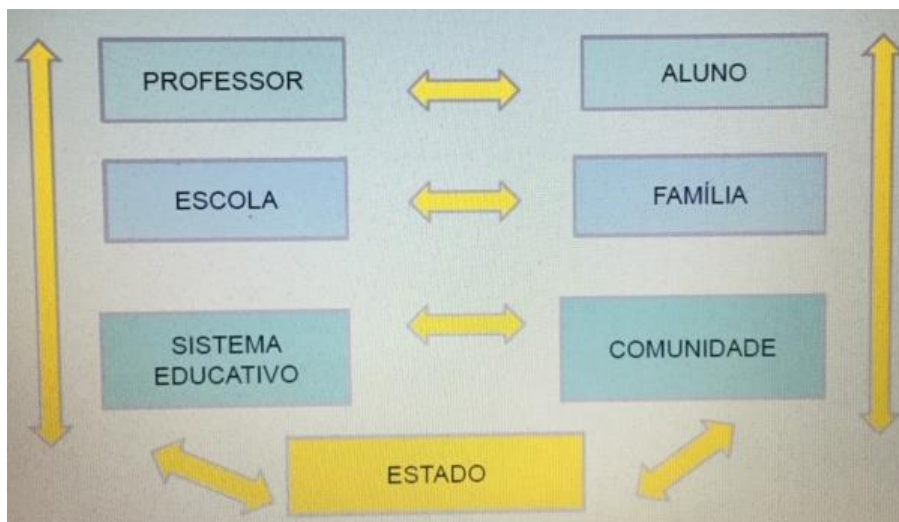 PROFESSOR
ALUNO
ESCOLA
FAMÍLIA
SISTEMA
EDUCATIVO
COMUNIDADE
ESTADO